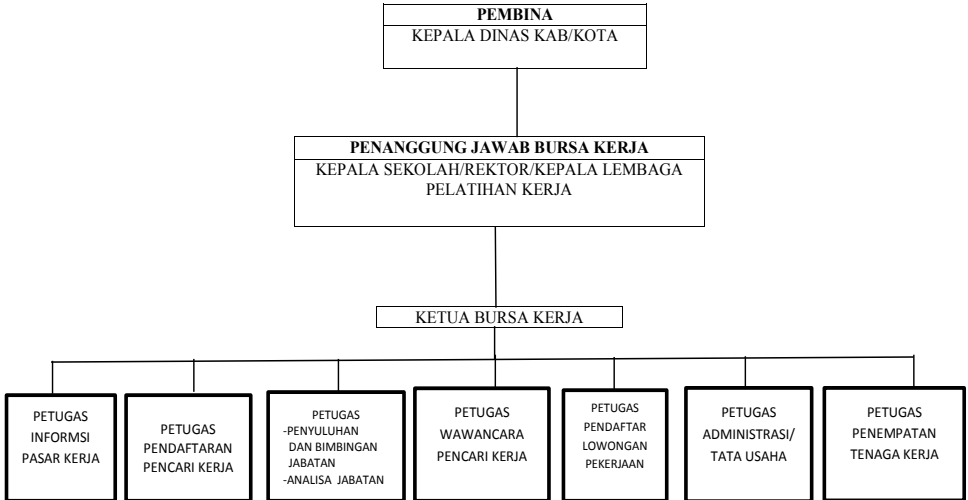 PEMBINA
KEPALA DINAS KAB/KOTA
PENANGGUNG JAWAB BURSA KERJA
KEPALA SEKOLAH/REKTOR/KEPALA LEMBAGA
PELATIHAN KERJA
KETUA BURSA KERJA
PETUGAS
INFORMSI
PASAR KERJA
PETUGAS
PENDAFTARAN
PENCARI KERJA
PETUGAS
-PENYULUHAN
DAN BIMBINGAN
JABATAN
-ANALISA JABATAN
PETUGAS
WAWANCARA
PENCARI KERJA
PETUGAS
PENDAFTAR
LOWONGAN
PEKERJAAN
PETUGAS
ADMINISTRASI/
TATA USAHA
PETUGAS
PENEMPATAN
TENAGA KERJA